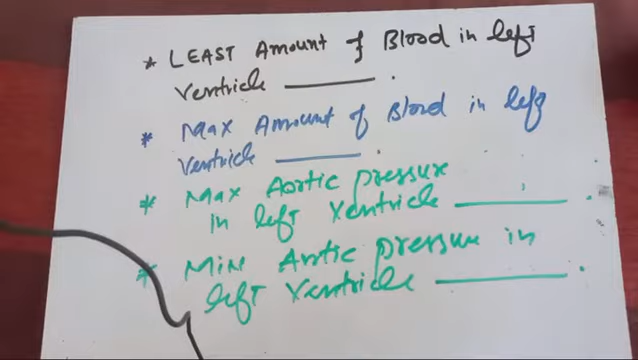 * LEAST Amount of Blood in left
Ventricle ______.
* Max Amount of Blood in left
Ventricle ______.
* Max Aortic pressure
in left Ventricle ______.
* Min Aortic pressure in
left Ventricle ______.